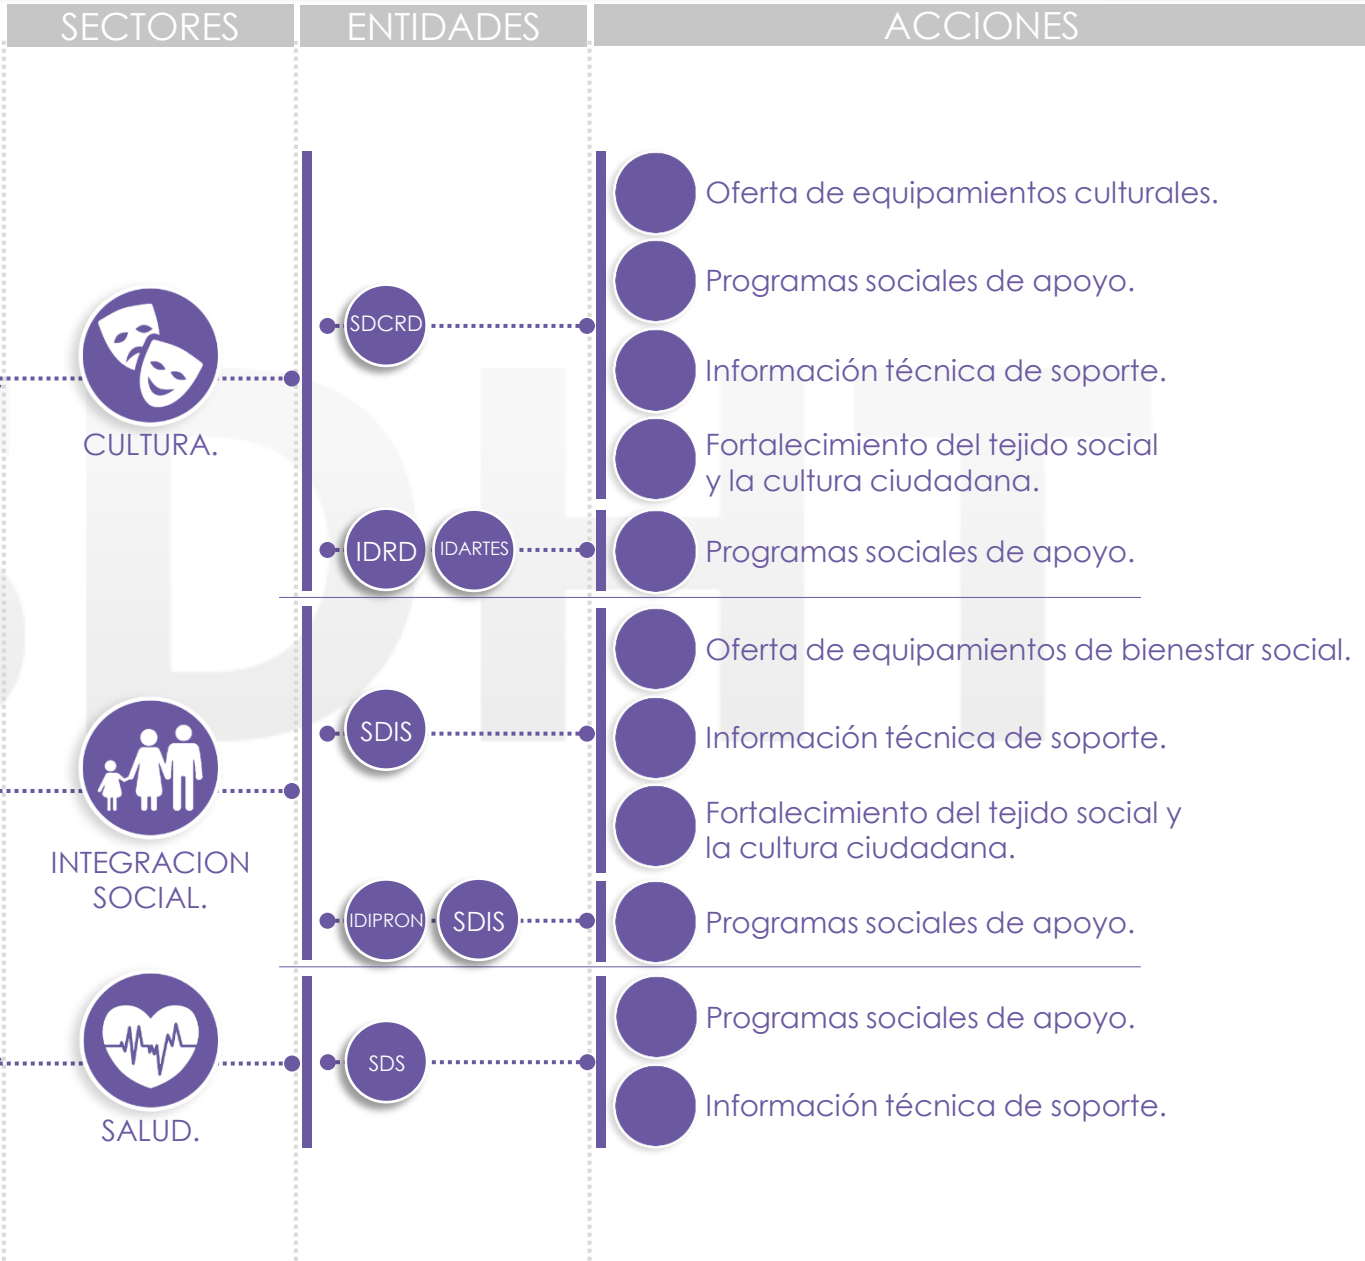 SECTORES
ENTIDADES
ACCIONES
CULTURA.
SDCRD
Oferta de equipamientos culturales.
Programas sociales de apoyo.
Información técnica de soporte.
Fortalecimiento del tejido social
y la cultura ciudadana.
IDRD
IDARTES
Programas sociales de apoyo.
INTEGRACION
SOCIAL.
SDIS
Oferta de equipamientos de bienestar social.
Información técnica de soporte.
Fortalecimiento del tejido social y
la cultura ciudadana.
IDIPRON
SDIS
Programas sociales de apoyo.
SALUD.
SDS
Programas sociales de apoyo.
Información técnica de soporte.
SDHT